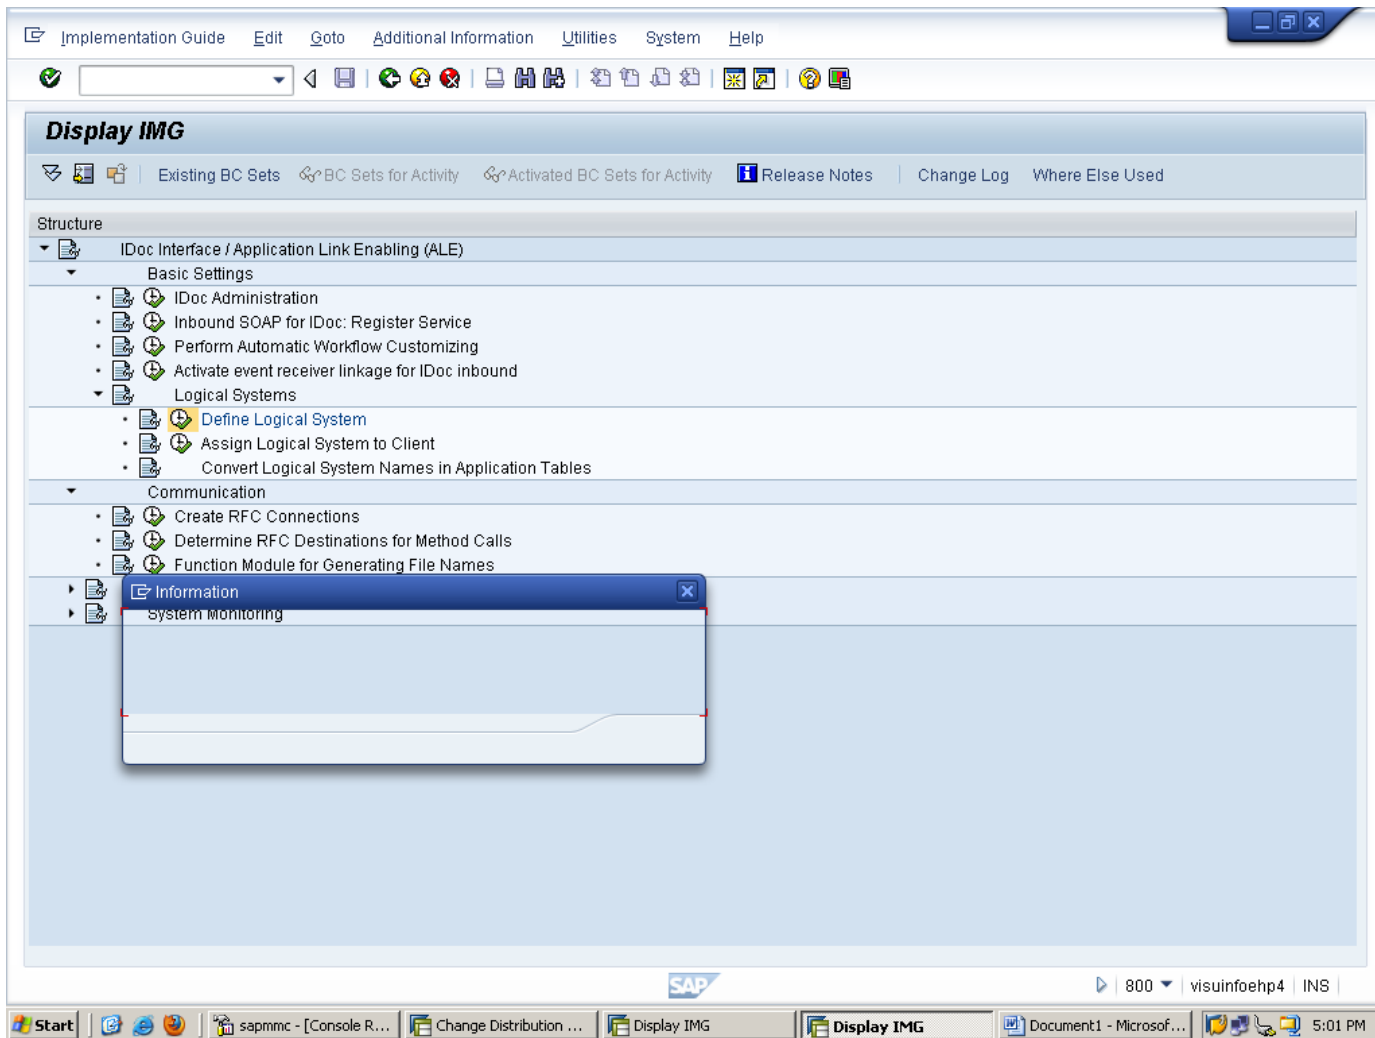 Implementation Guide Edit Goto Additional Information Utilities System Help
Display IMG
Existing BC Sets BC Sets for Activity Activated BC Sets for Activity Release Notes Change Log Where Else Used
Structure
IDoc Interface / Application Link Enabling (ALE)
Basic Settings
IDoc Administration
Inbound SOAP for IDoc: Register Service
Perform Automatic Workflow Customizing
Activate event receiver linkage for IDoc inbound
Logical Systems
Define Logical System
Assign Logical System to Client
Convert Logical System Names in Application Tables
Communication
Create RFC Connections
Determine RFC Destinations for Method Calls
Function Module for Generating File Names
Information
System Monitoring
SAP
800 visuinfoehp4 INS
Start sapmmc - [Console R... Change Distribution ... Display IMG Display IMG Document1 - Microsof... 5:01 PM